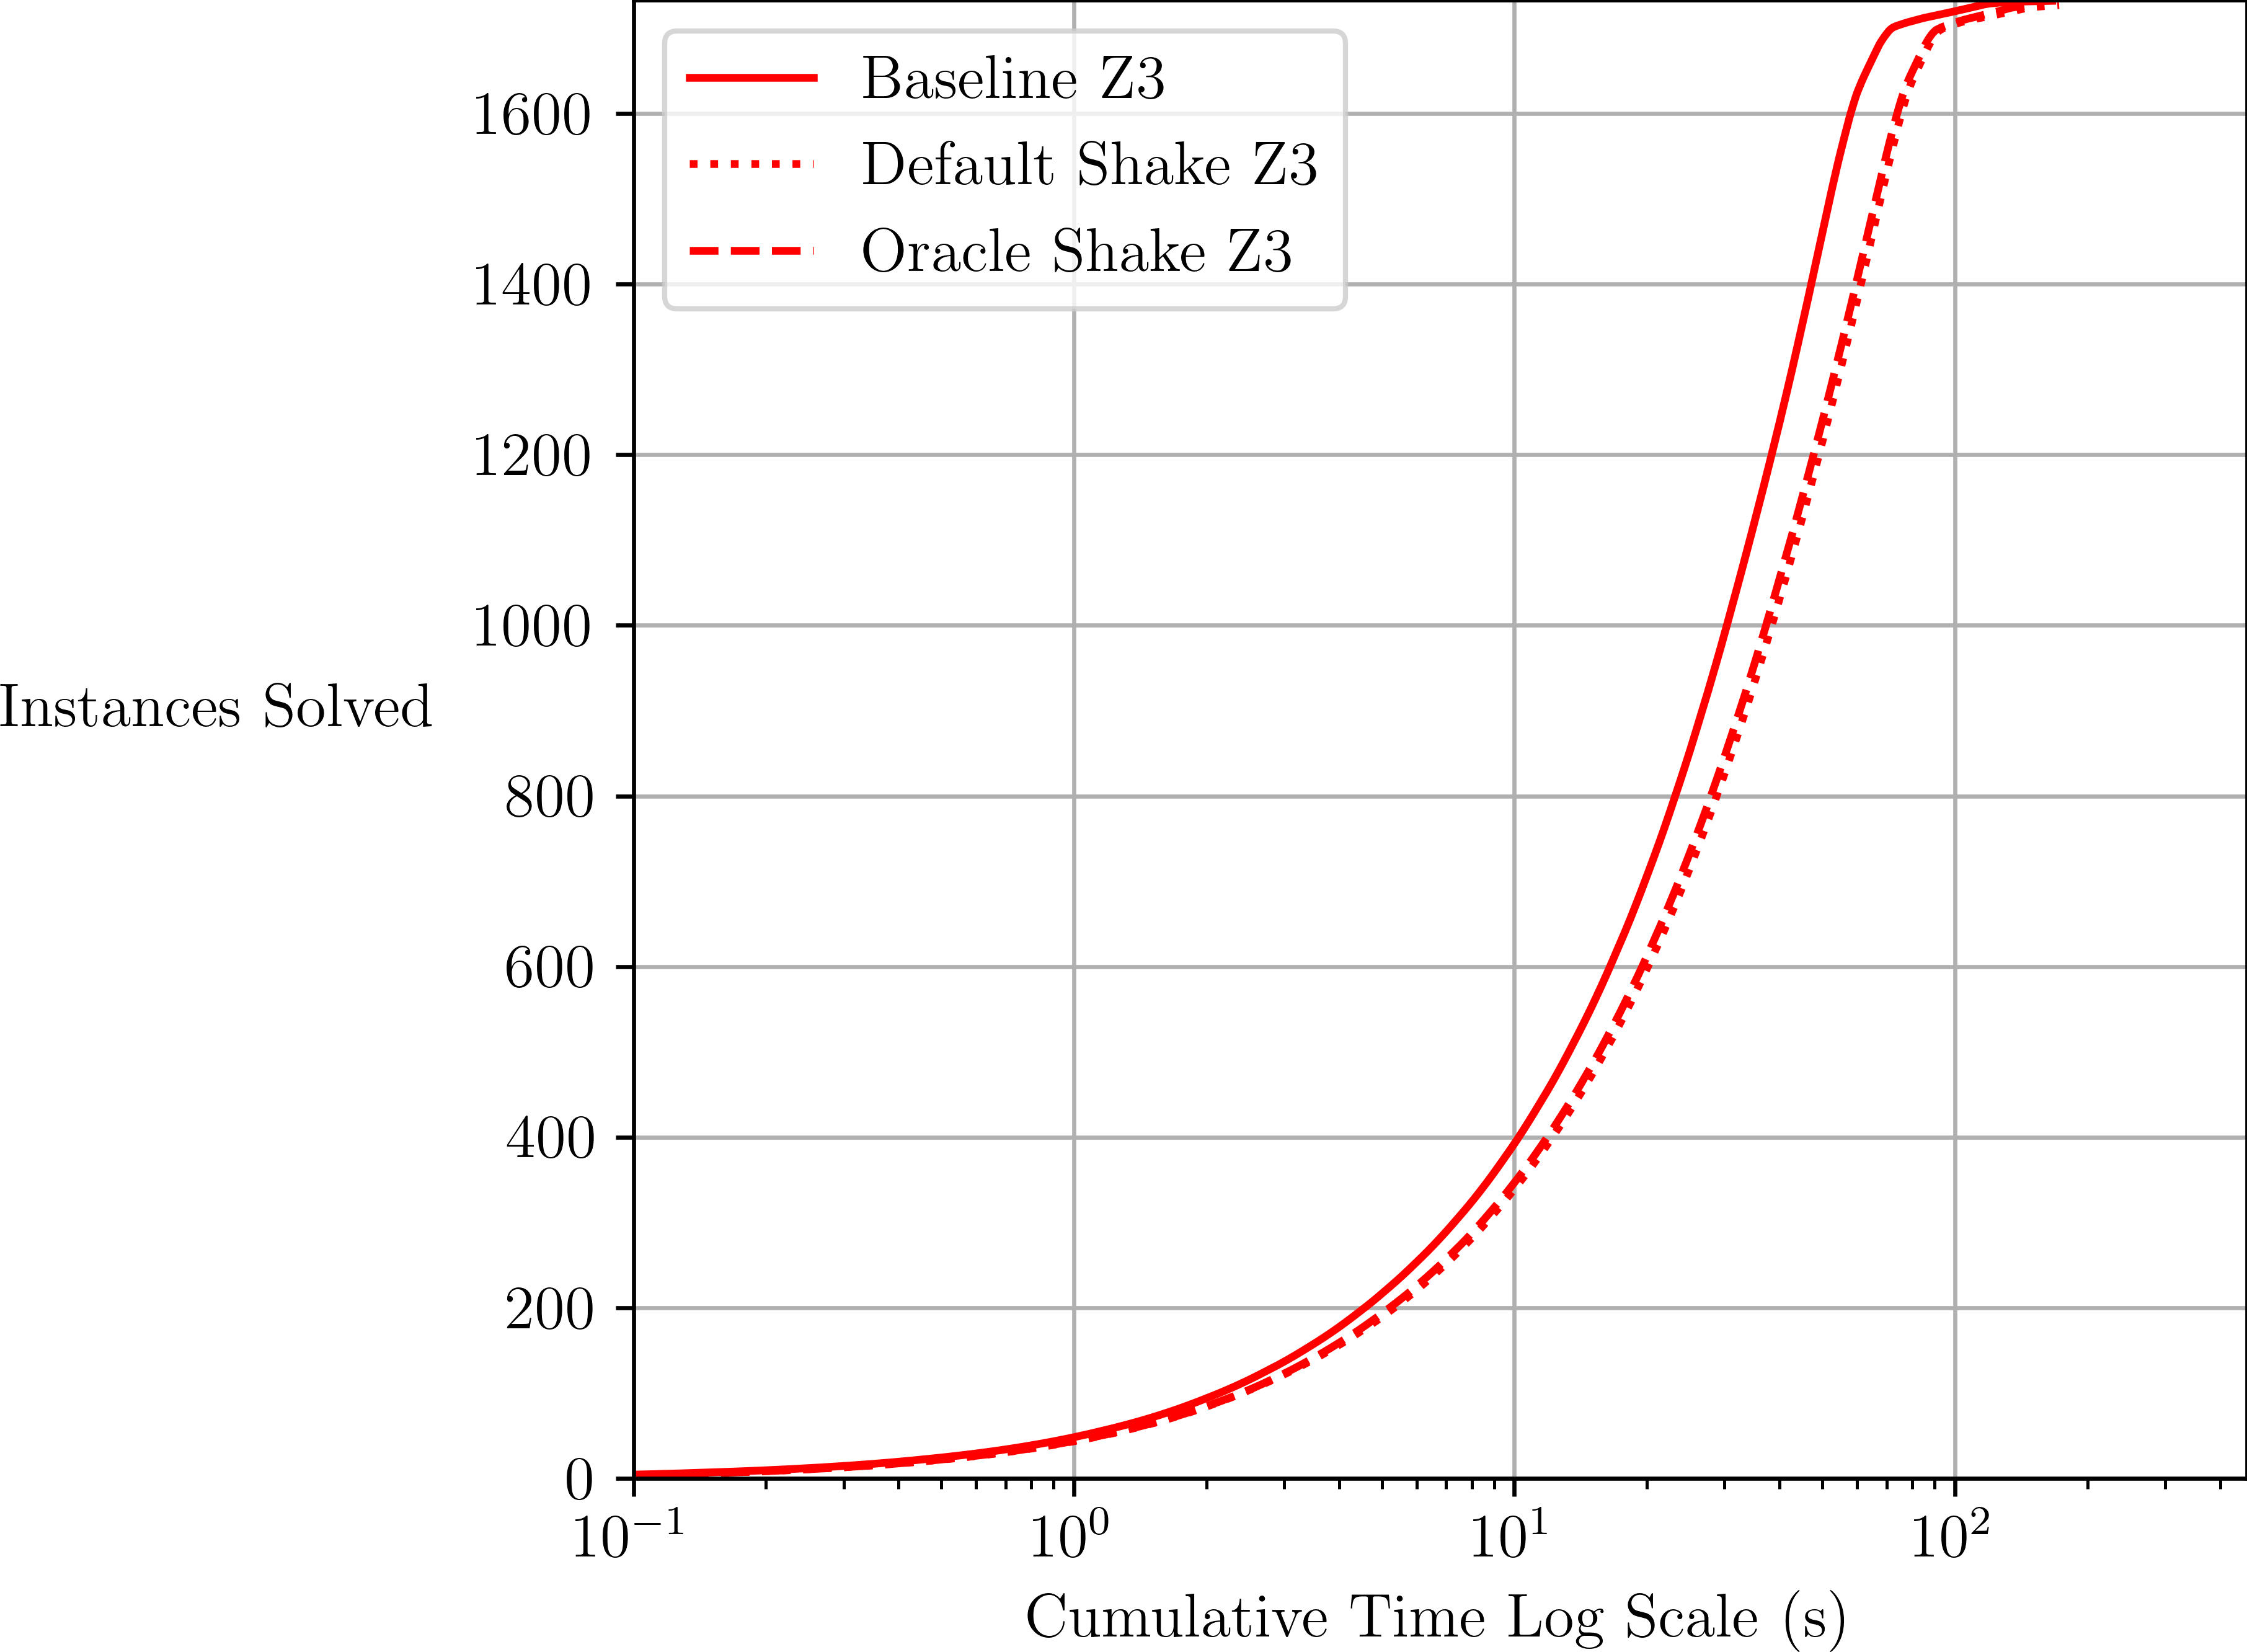 Baseline Z3
Default Shake Z3
Oracle Shake Z3
1600
1400
1200
1000
800
600
400
200
0
Instances Solved
10⁻¹ 10⁰ 10¹ 10²
Cumulative Time Log Scale (s)